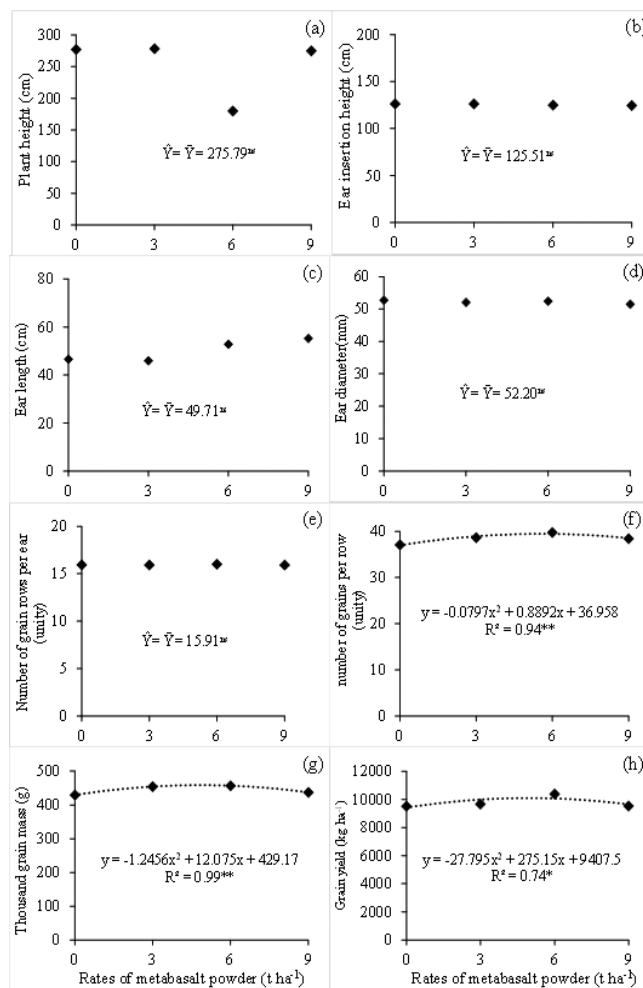 (a)
Plant height (cm)
300
250
200
150
100
50
0
Ŷ= Ȳ = 275.79ⁿˢ
0 3 6 9
(b)
Ear insertion height (cm)
200
150
100
50
0
Ŷ= Ȳ = 125.51ⁿˢ
0 3 6 9
(c)
Ear length (cm)
80
60
40
20
0
Ŷ= Ȳ = 49.71ⁿˢ
0 3 6 9
(d)
Ear diameter(mm)
60
50
40
30
20
10
0
Ŷ= Ȳ = 52.20ⁿˢ
0 3 6 9
(e)
Number of grain rows per ear
(unity)
20
15
10
5
0
Ŷ= Ȳ = 15.91ⁿˢ
0 3 6 9
(f)
number of grains per row
(unity)
40
20
0
y = -0.0797x² + 0.8892x + 36.958
R² = 0.94**
0 3 6 9
(g)
Thousand grain mass (g)
500
400
300
200
100
0
y = -1.2456x² + 12.075x + 429.17
R² = 0.99**
0 3 6 9
Rates of metabasalt powder (t ha⁻¹)
(h)
Grain yield (kg ha⁻¹)
12000
10000
8000
6000
4000
2000
0
y = -27.795x² + 275.15x + 9407.5
R² = 0.74*
0 3 6 9
Rates of metabasalt powder (t ha⁻¹)